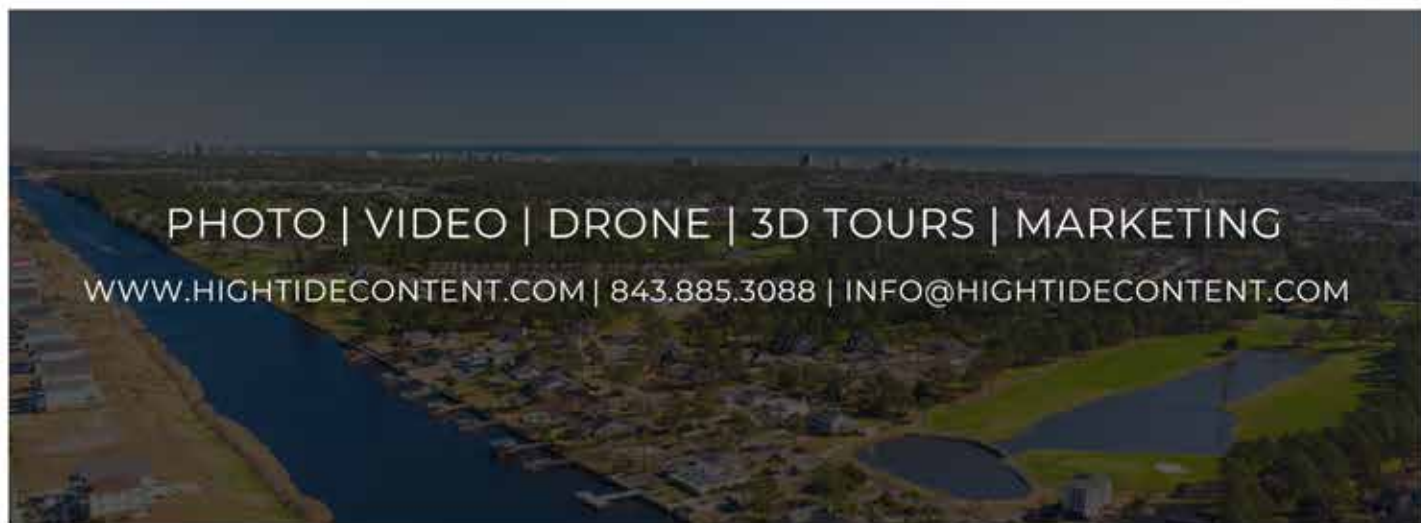 PHOTO | VIDEO | DRONE | 3D TOURS | MARKETING
WWW.HIGHTIDECONTENT.COM | 843.885.3088 | INFO@HIGHTIDECONTENT.COM